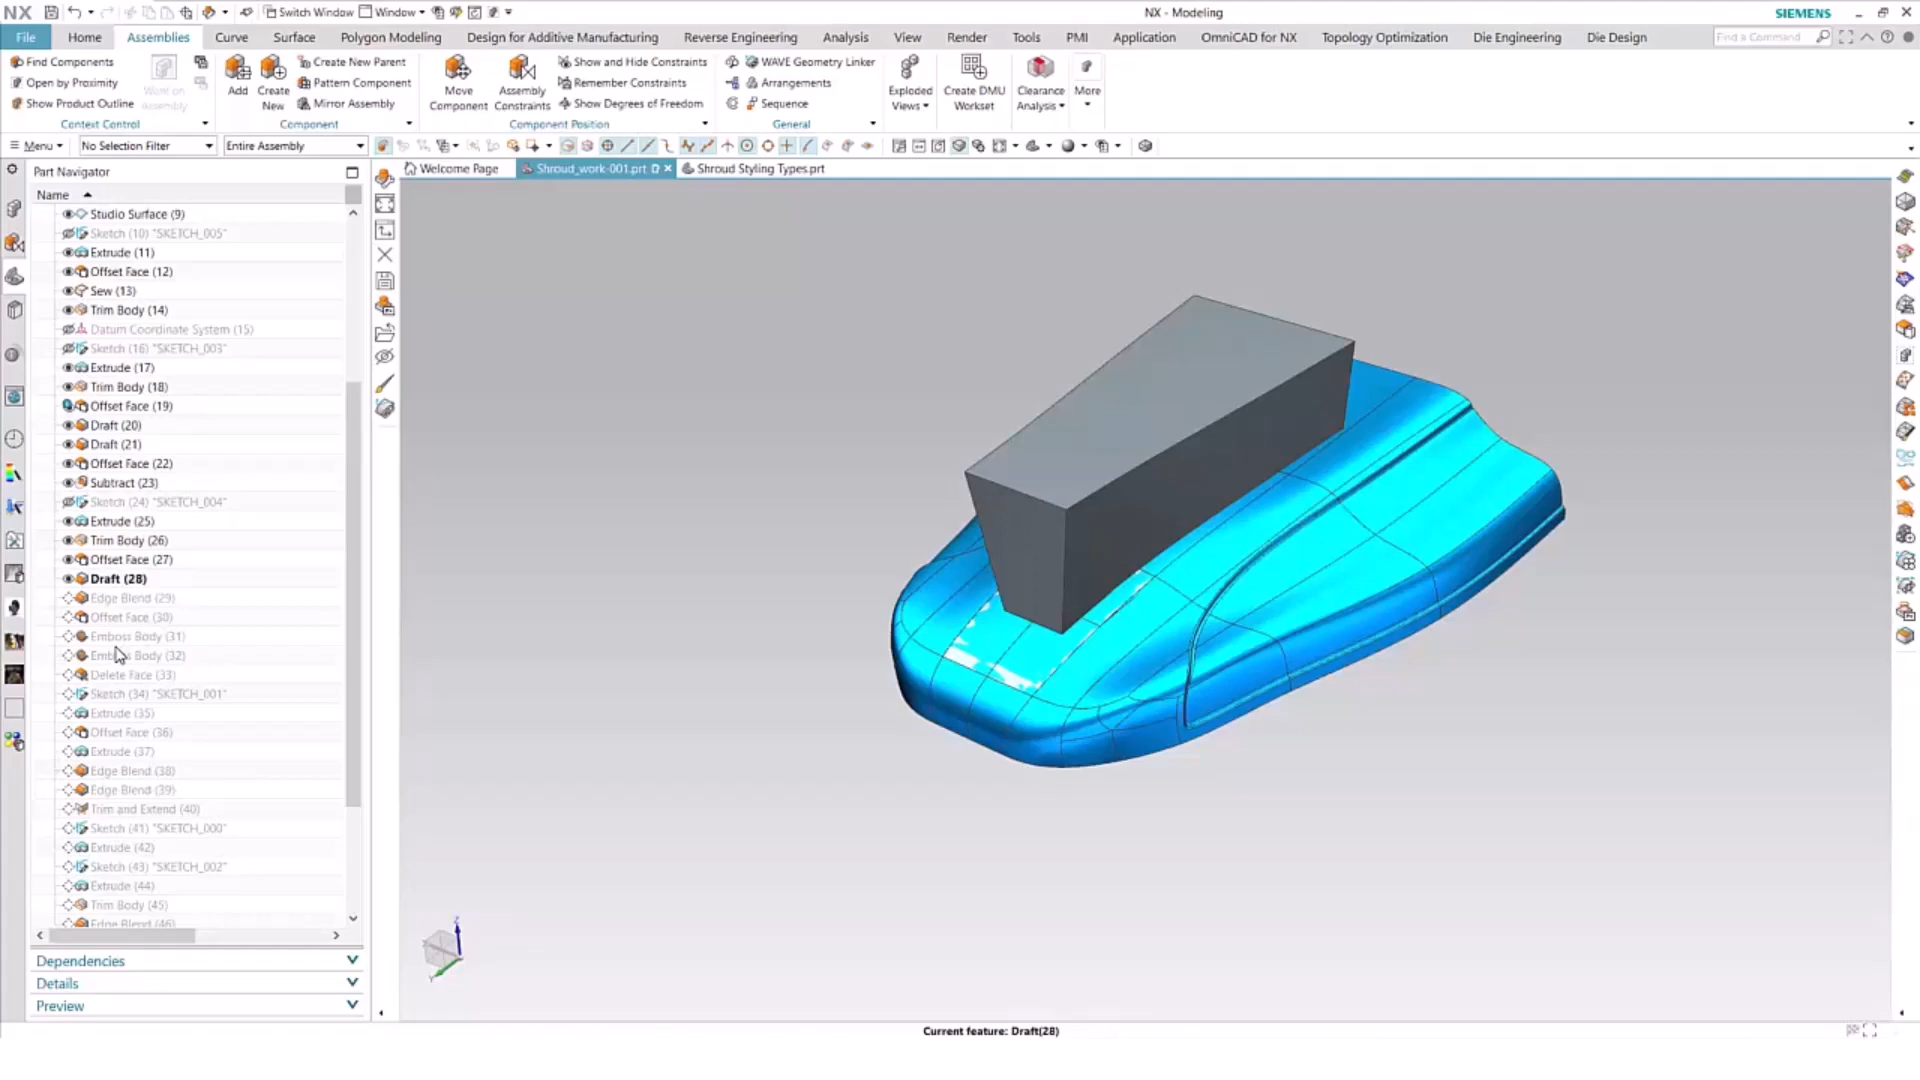 NX
Switch Window
Window
NX - Modeling
SIEMENS
File
Home
Assemblies
Curve
Surface
Polygon Modeling
Design for Additive Manufacturing
Reverse Engineering
Analysis
View
Render
Tools
PMI
Application
OmniCAD for NX
Topology Optimization
Die Engineering
Die Design
Find a Command
Find Components
Open by Proximity
Show Product Outline
Work on Assembly
Context Control
Add
Create New
Create New Parent
Pattern Component
Mirror Assembly
Component
Move Component
Assembly Constraints
Show and Hide Constraints
Remember Constraints
Show Degrees of Freedom
Component Position
WAVE Geometry Linker
Arrangements
Sequence
General
Exploded Views
Create DMU Workset
Clearance Analysis
More
Menu
No Selection Filter
Entire Assembly
Part Navigator
Welcome Page
Shroud_work-001.prt
Shroud Styling Types.prt
Name
Studio Surface (9)
Sketch (10) "SKETCH_005"
Extrude (11)
Offset Face (12)
Sew (13)
Trim Body (14)
Datum Coordinate System (15)
Sketch (16) "SKETCH_003"
Extrude (17)
Trim Body (18)
Offset Face (19)
Draft (20)
Draft (21)
Offset Face (22)
Subtract (23)
Sketch (24) "SKETCH_004"
Extrude (25)
Trim Body (26)
Offset Face (27)
Draft (28)
Edge Blend (29)
Offset Face (30)
Emboss Body (31)
Emboss Body (32)
Delete Face (33)
Sketch (34) "SKETCH_001"
Extrude (35)
Offset Face (36)
Extrude (37)
Edge Blend (38)
Edge Blend (39)
Trim and Extend (40)
Sketch (41) "SKETCH_000"
Extrude (42)
Sketch (43) "SKETCH_002"
Extrude (44)
Trim Body (45)
Edge Blend (46)
Dependencies
Details
Preview
Z
Current feature: Draft(28)